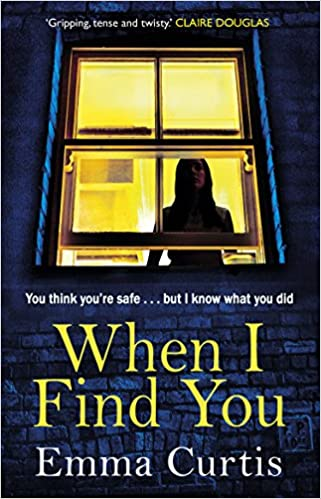 'Gripping, tense and twisty.' CLAIRE DOUGLAS
You think you're safe . . . but I know what you did
When I
Find You
Emma Curtis